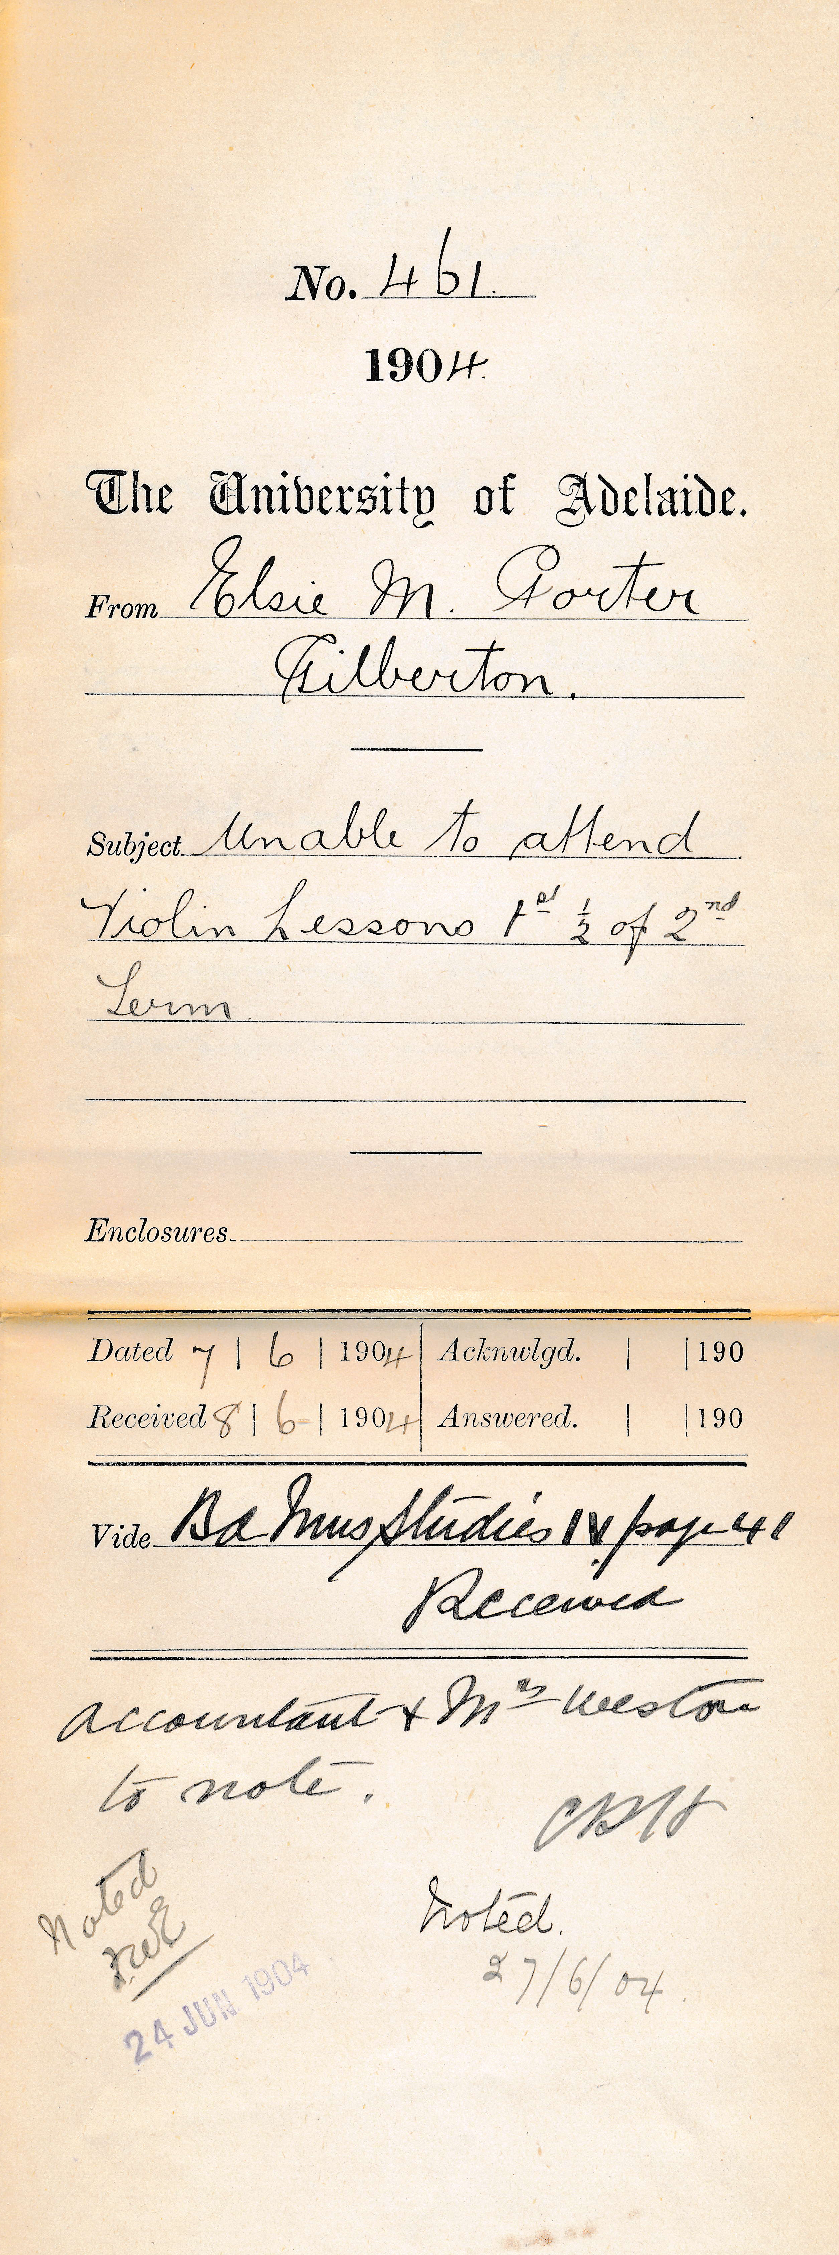 No. 461.
1904.
The University of Adelaide.
From Elsie M. Porter
Gilberton.
Subject Unable to attend
Violin Lessons 1st ½ of 2nd
Term
Enclosures
Dated 7 | 6 | 1904 Acknwlgd. | | 190
Received 8 | 6 | 1904 Answered. | | 190
Vide Bd Mus Studies IV page 41
Received
Accountant & Mrs Weston
to note.
CRH
Noted
Noted.
27/6/04.
24 JUN 1904